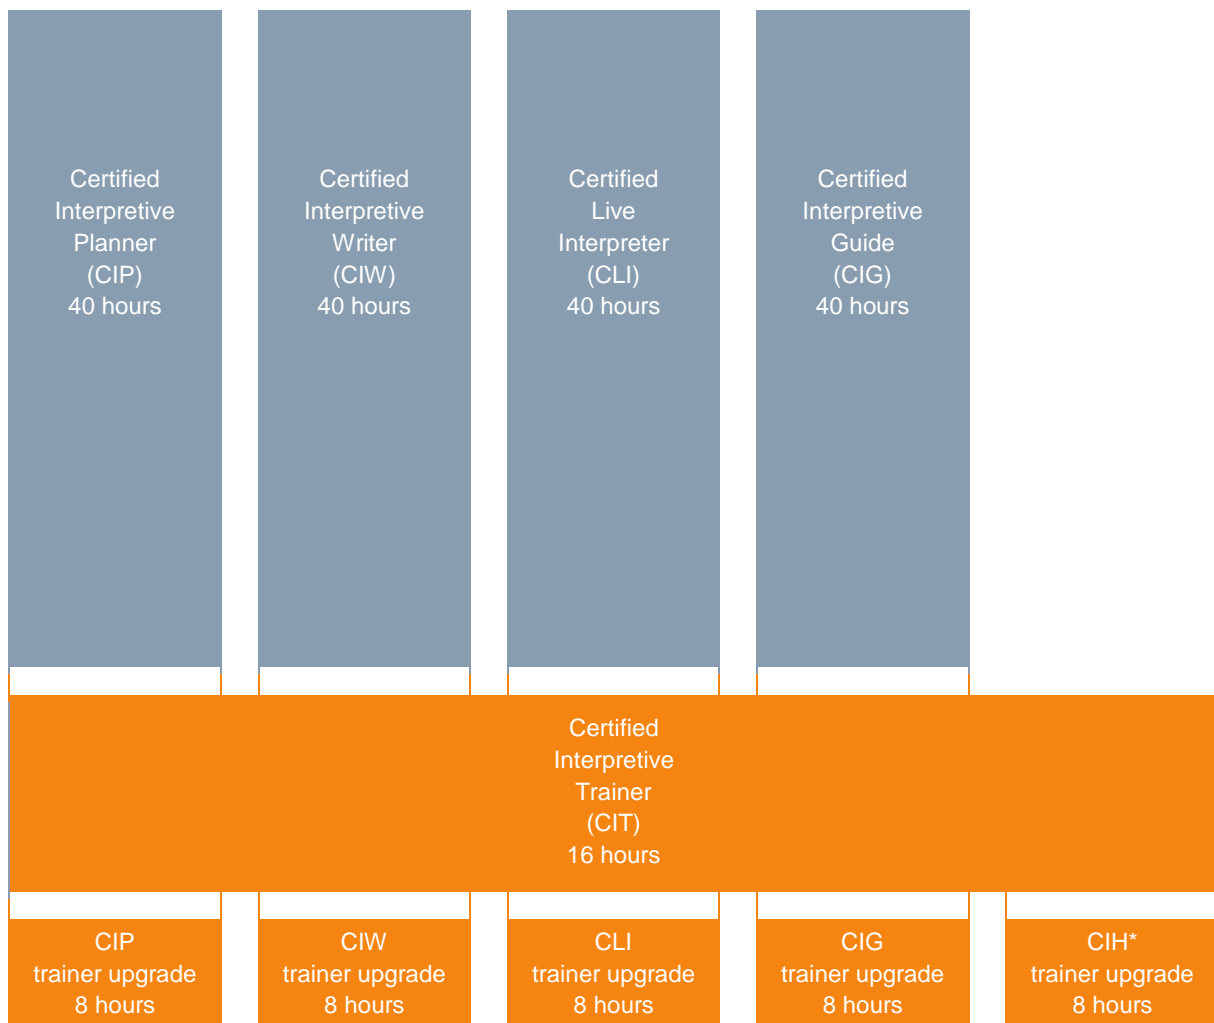 Certified
Interpretive
Planner
(CIP)
40 hours
Certified
Interpretive
Writer
(CIW)
40 hours
Certified
Live
Interpreter
(CLI)
40 hours
Certified
Interpretive
Guide
(CIG)
40 hours
Certified
Interpretive
Trainer
(CIT)
16 hours
CIP
trainer upgrade
8 hours
CIW
trainer upgrade
8 hours
CLI
trainer upgrade
8 hours
CIG
trainer upgrade
8 hours
CIH*
trainer upgrade
8 hours